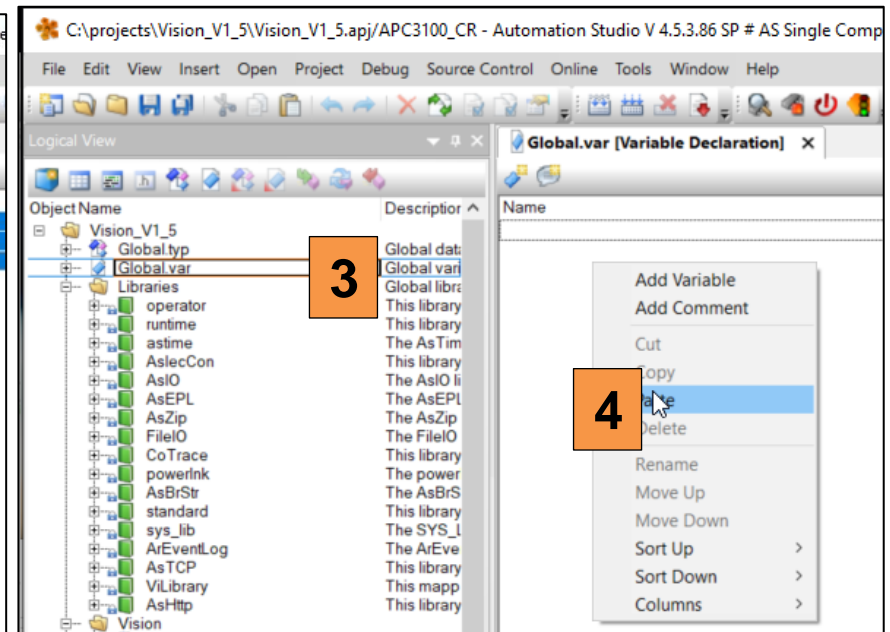 C:\projects\Vision_V1_5\Vision_V1_5.apj/APC3100_CR - Automation Studio V 4.5.3.86 SP # AS Single Comp
File Edit View Insert Open Project Debug Source Control Online Tools Window Help
Logical View
Global.var [Variable Declaration]
Object Name Description
Name
Vision_V1_5
Global.typ Global data
Global.var Global vari
Libraries Global libra
operator This library
runtime This library
astime The AsTim
AsIecCon This library
AsIO The AsIO li
AsEPL The AsEPL
AsZip The AsZip
FileIO The FileIO
CoTrace This library
powerlnk The power
AsBrStr The AsBrS
standard This library
sys_lib The SYS_L
ArEventLog The ArEve
AsTCP This library
ViLibrary This mapp
AsHttp This library
Vision
3
Add Variable
Add Comment
Cut
Copy
Paste
Delete
Rename
Move Up
Move Down
Sort Up >
Sort Down >
Columns >
4